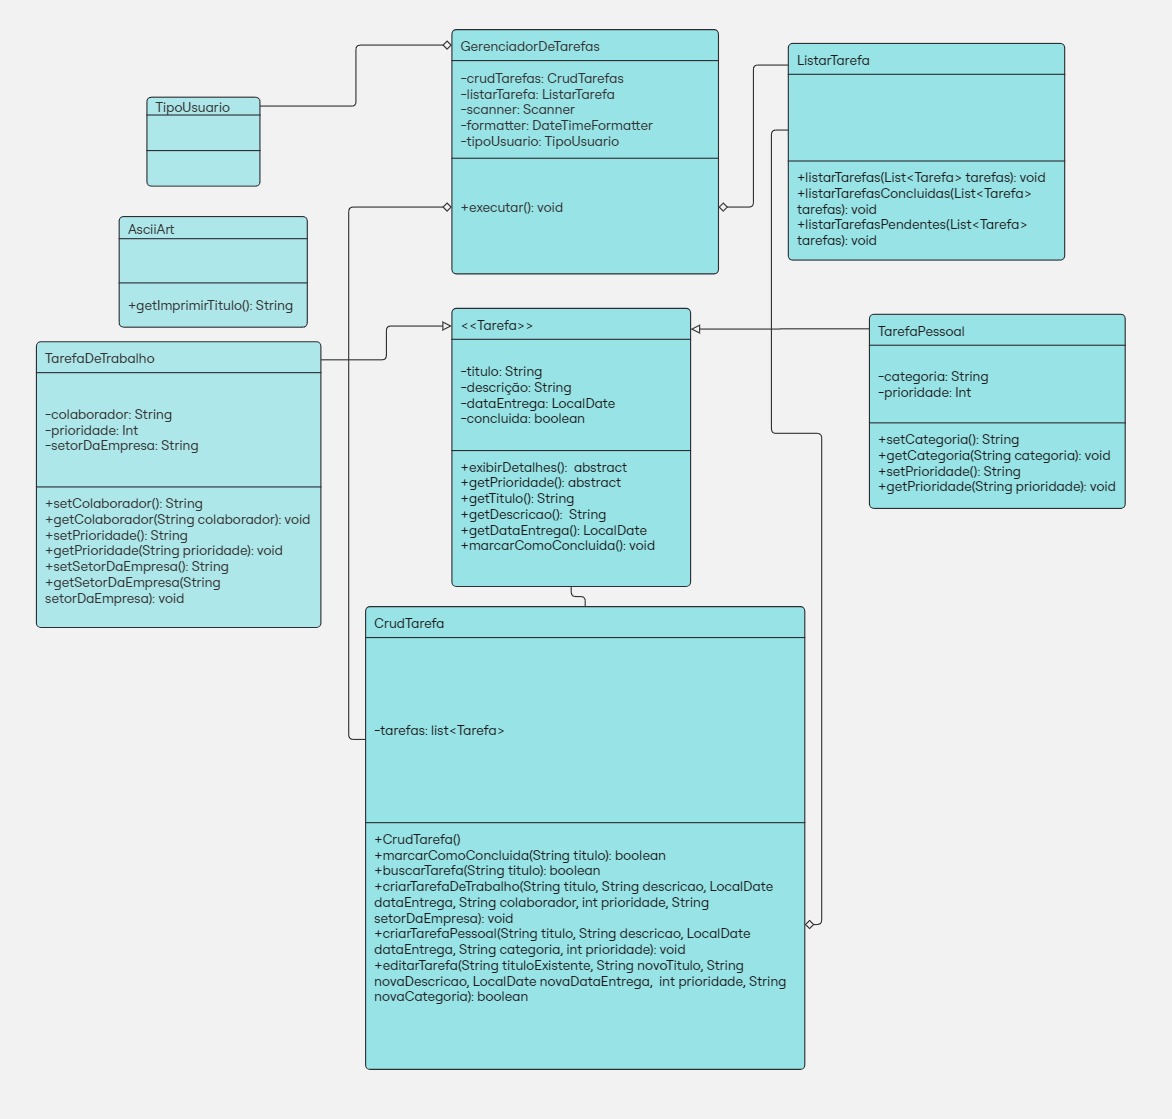 GerenciadorDeTarefas
-crudTarefas: CrudTarefas
-listarTarefa: ListarTarefa
-scanner: Scanner
-formatter: DateTimeFormatter
-tipoUsuario: TipoUsuario
+executar(): void
ListarTarefa
+listarTarefas(List<Tarefa> tarefas): void
+listarTarefasConcluidas(List<Tarefa>
tarefas): void
+listarTarefasPendentes(List<Tarefa>
tarefas): void
TipoUsuario
AsciiArt
+getImprimirTitulo(): String
TarefaDeTrabalho
-colaborador: String
-prioridade: Int
-setorDaEmpresa: String
+setColaborador(): String
+getColaborador(String colaborador): void
+setPrioridade(): String
+getPrioridade(String prioridade): void
+setSetorDaEmpresa(): String
+getSetorDaEmpresa(String
setorDaEmpresa): void
<<Tarefa>>
-titulo: String
-descrição: String
-dataEntrega: LocalDate
-concluida: boolean
+exibirDetalhes():  abstract
+getPrioridade(): abstract
+getTitulo(): String
+getDescricao():  String
+getDataEntrega(): LocalDate
+marcarComoConcluida(): void
TarefaPessoal
-categoria: String
-prioridade: Int
+setCategoria(): String
+getCategoria(String categoria): void
+setPrioridade(): String
+getPrioridade(String prioridade): void
CrudTarefa
-tarefas: list<Tarefa>
+CrudTarefa()
+marcarComoConcluida(String titulo): boolean
+buscarTarefa(String titulo): boolean
+criarTarefaDeTrabalho(String titulo, String descricao, LocalDate
dataEntrega, String colaborador, int prioridade, String
setorDaEmpresa): void
+criarTarefaPessoal(String titulo, String descricao, LocalDate
dataEntrega, String categoria, int prioridade): void
+editarTarefa(String tituloExistente, String novoTitulo, String
novaDescricao, LocalDate novaDataEntrega,  int prioridade, String
novaCategoria): boolean